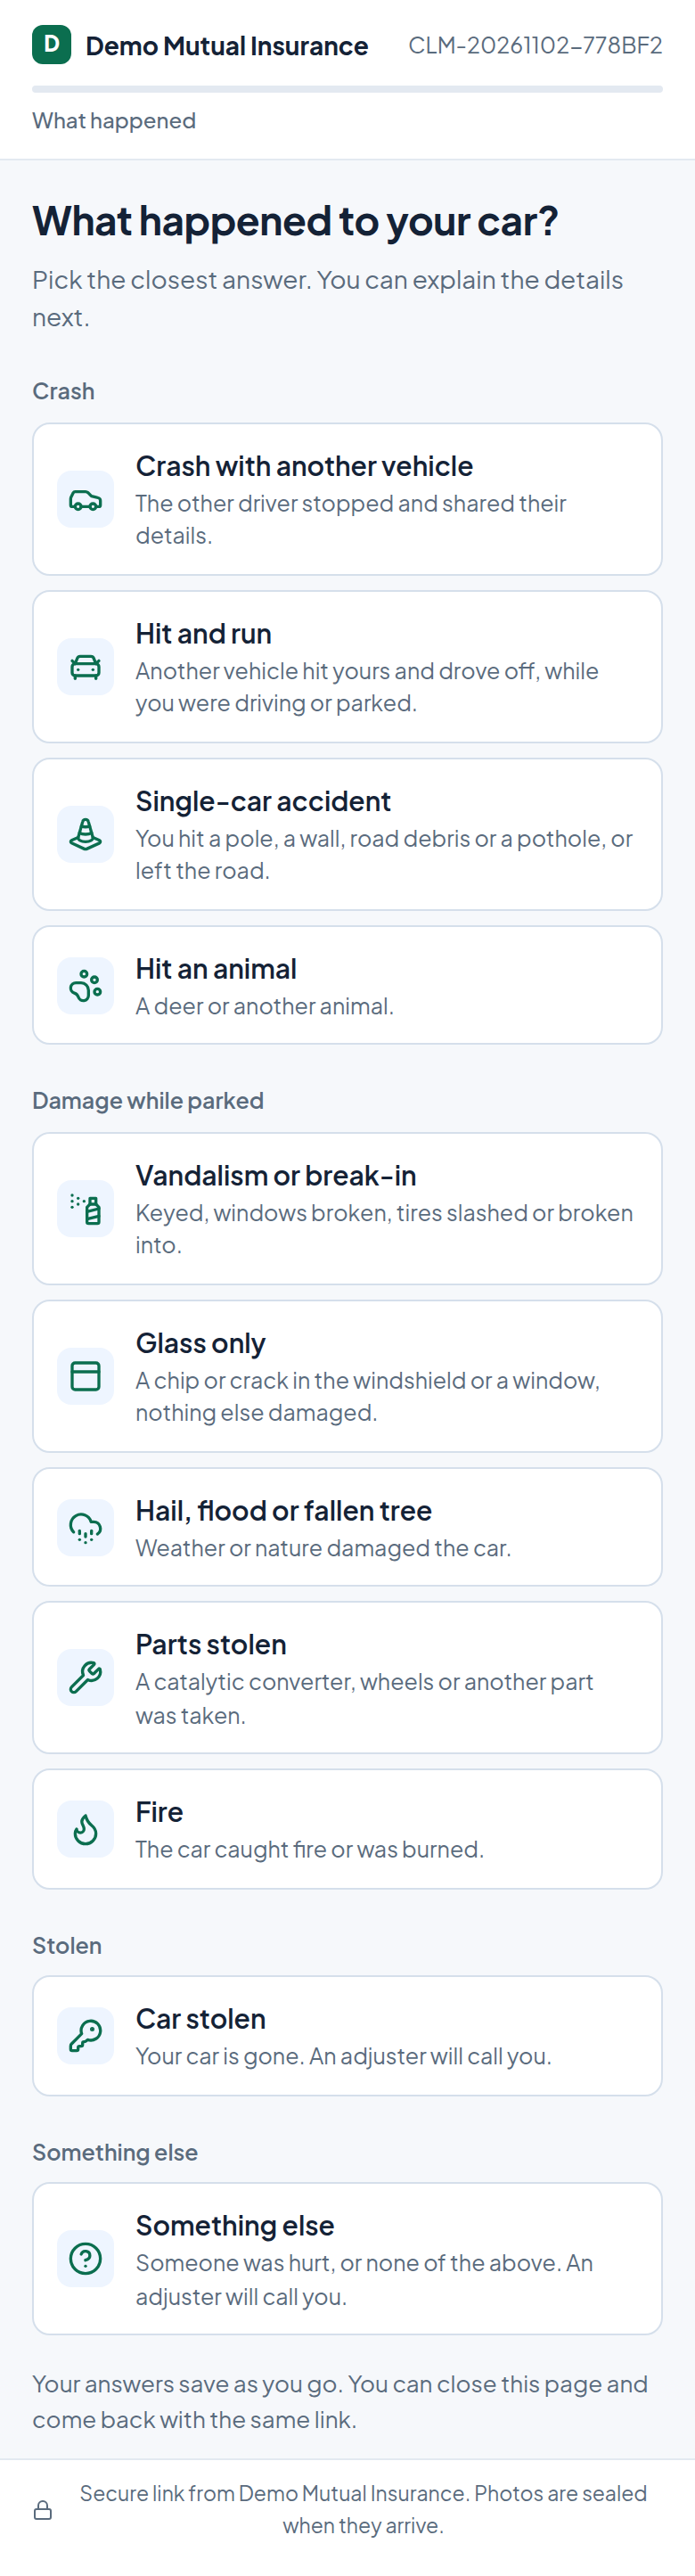 D Demo Mutual Insurance CLM-20261102-778BF2
What happened
What happened to your car?
Pick the closest answer. You can explain the details
next.
Crash
Crash with another vehicle
The other driver stopped and shared their
details.
Hit and run
Another vehicle hit yours and drove off, while
you were driving or parked.
Single-car accident
You hit a pole, a wall, road debris or a pothole, or
left the road.
Hit an animal
A deer or another animal.
Damage while parked
Vandalism or break-in
Keyed, windows broken, tires slashed or broken
into.
Glass only
A chip or crack in the windshield or a window,
nothing else damaged.
Hail, flood or fallen tree
Weather or nature damaged the car.
Parts stolen
A catalytic converter, wheels or another part
was taken.
Fire
The car caught fire or was burned.
Stolen
Car stolen
Your car is gone. An adjuster will call you.
Something else
Something else
Someone was hurt, or none of the above. An
adjuster will call you.
Your answers save as you go. You can close this page and
come back with the same link.
Secure link from Demo Mutual Insurance. Photos are sealed
when they arrive.